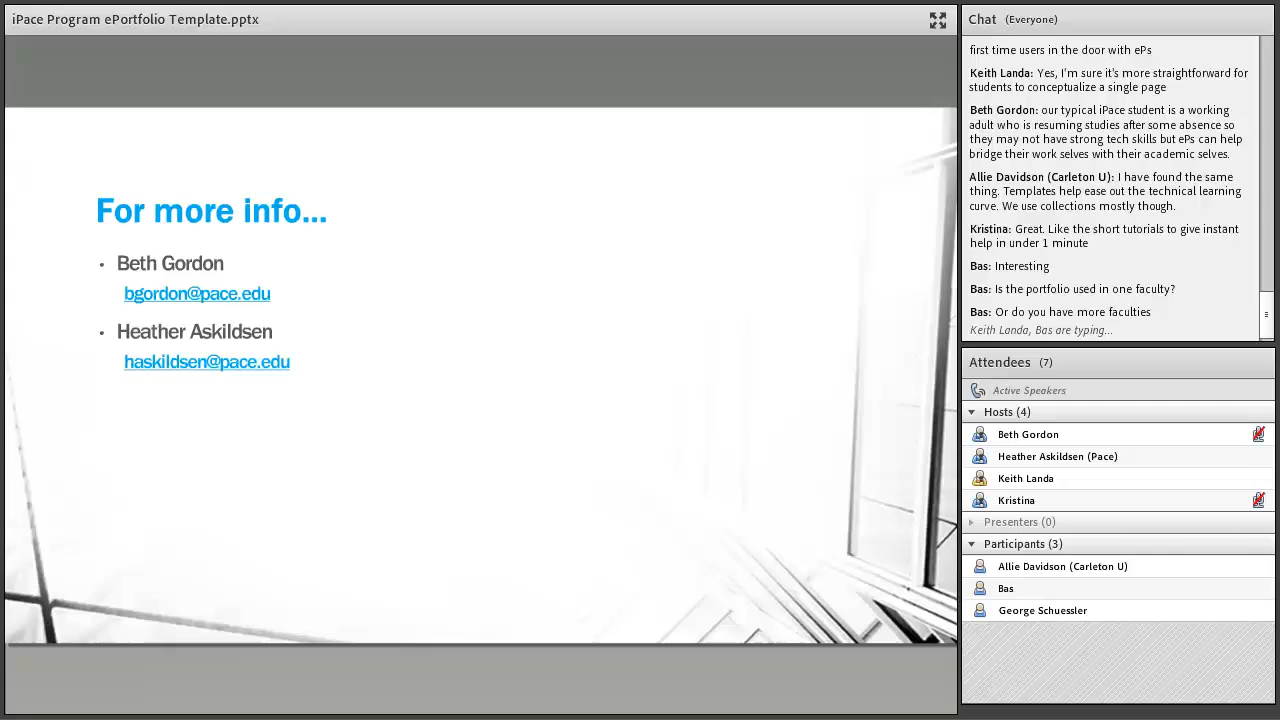 iPace Program ePortfolio Template.pptx
For more info...
• Beth Gordon
bgordon@pace.edu
• Heather Askildsen
haskildsen@pace.edu
Chat (Everyone)
first time users in the door with ePs
Keith Landa: Yes, I'm sure it's more straightforward for
students to conceptualize a single page
Beth Gordon: our typical iPace student is a working
adult who is resuming studies after some absence so
they may not have strong tech skills but ePs can help
bridge their work selves with their academic selves.
Allie Davidson (Carleton U): I have found the same
thing. Templates help ease out the technical learning
curve. We use collections mostly though.
Kristina: Great. Like the short tutorials to give instant
help in under 1 minute
Bas: Interesting
Bas: Is the portfolio used in one faculty?
Bas: Or do you have more faculties
Keith Landa, Bas are typing...
Attendees (7)
Active Speakers
Hosts (4)
Beth Gordon
Heather Askildsen (Pace)
Keith Landa
Kristina
Presenters (0)
Participants (3)
Allie Davidson (Carleton U)
Bas
George Schuessler